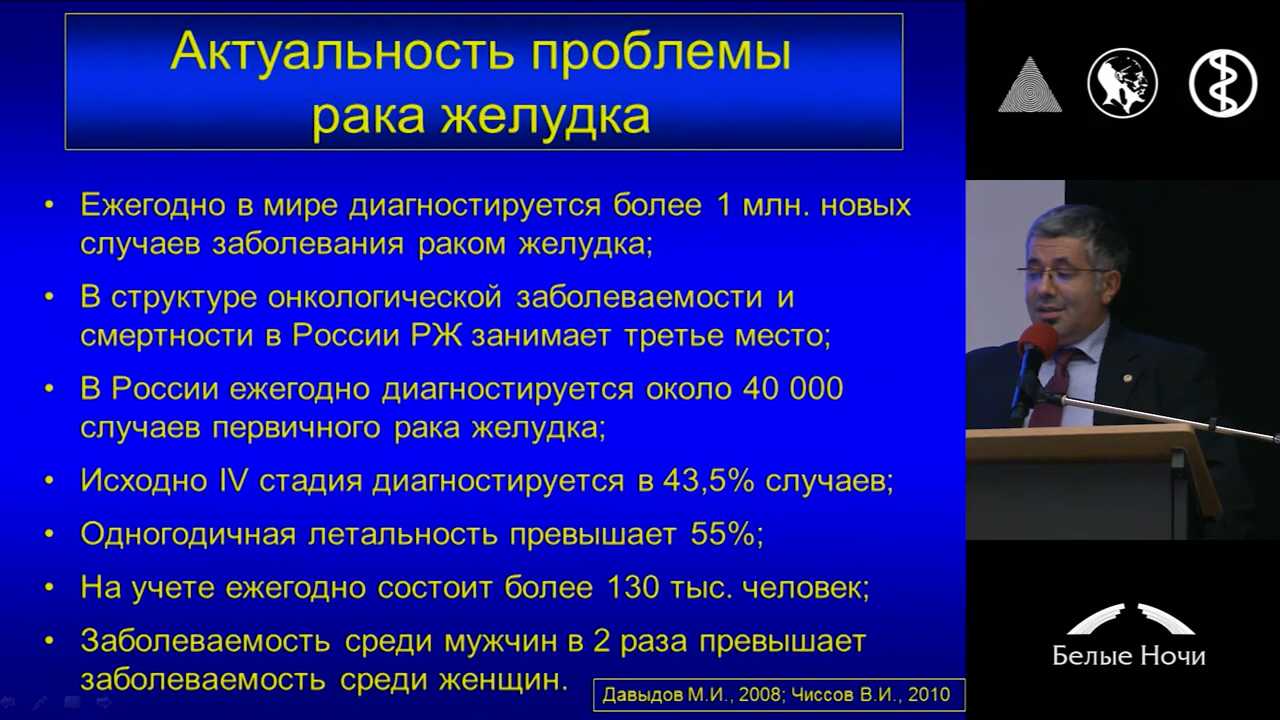 Актуальность проблемы
рака желудка
• Ежегодно в мире диагностируется более 1 млн. новых
случаев заболевания раком желудка;
• В структуре онкологической заболеваемости и
смертности в России РЖ занимает третье место;
• В России ежегодно диагностируется около 40 000
случаев первичного рака желудка;
• Исходно IV стадия диагностируется в 43,5% случаев;
• Одногодичная летальность превышает 55%;
• На учете ежегодно состоит более 130 тыс. человек;
• Заболеваемость среди мужчин в 2 раза превышает
заболеваемость среди женщин.
Давыдов М.И., 2008; Чиссов В.И., 2010
Белые Ночи